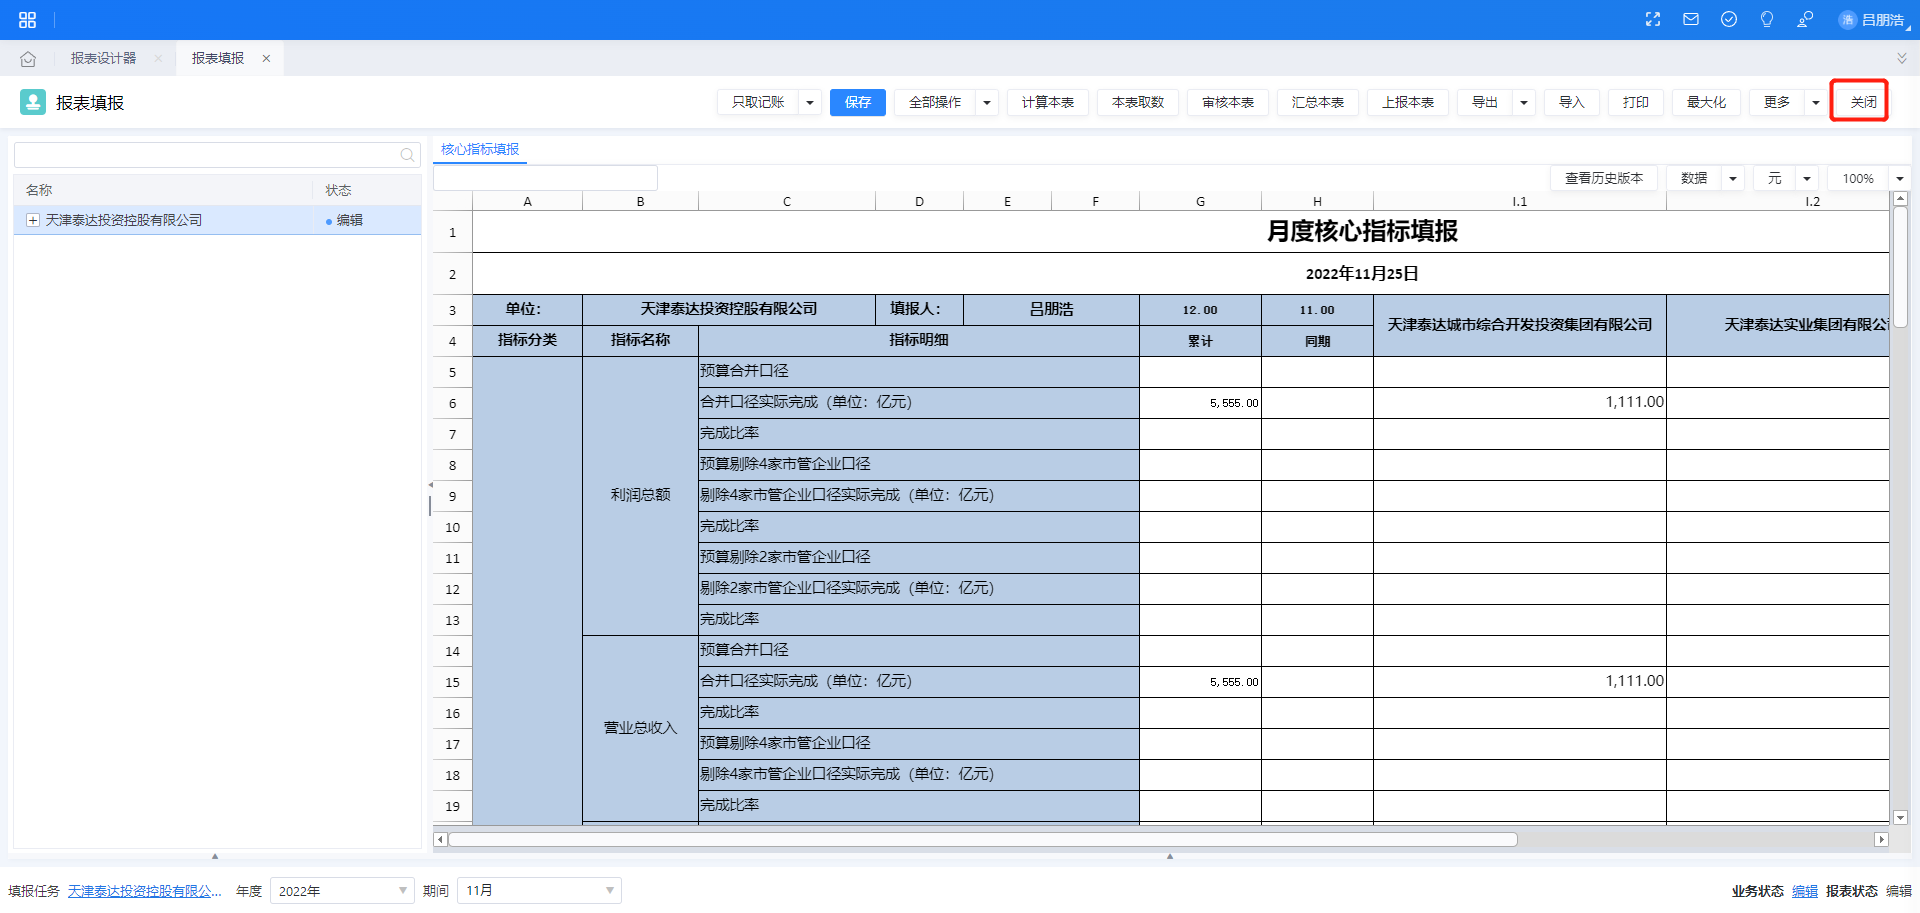 浩 吕朋浩
报表设计器 × 报表填报 ×
报表填报
只取记账 保存 全部操作 计算本表 本表取数 审核本表 汇总本表 上报本表 导出 导入 打印 最大化 更多 关闭
核心指标填报
查看历史版本 数据 元 100%
名称 状态
天津泰达投资控股有限公司 编辑
A B C D E F G H I.1 I.2
1 月度核心指标填报
2 2022年11月25日
3 单位： 天津泰达投资控股有限公司 填报人： 吕朋浩 12.00 11.00 天津泰达城市综合开发投资集团有限公司 天津泰达实业集团有限公
4 指标分类 指标名称 指标明细 累计 同期
5 预算合并口径
6 合并口径实际完成（单位：亿元） 5,555.00 1,111.00
7 完成比率
8 预算剔除4家市管企业口径
9 利润总额 剔除4家市管企业口径实际完成（单位：亿元）
10 完成比率
11 预算剔除2家市管企业口径
12 剔除2家市管企业口径实际完成（单位：亿元）
13 完成比率
14 预算合并口径
15 合并口径实际完成（单位：亿元） 5,555.00 1,111.00
16 营业总收入 完成比率
17 预算剔除4家市管企业口径
18 剔除4家市管企业口径实际完成（单位：亿元）
19 完成比率
填报任务 天津泰达投资控股有限公... 年度 2022年 期间 11月 业务状态 编辑 报表状态 编辑